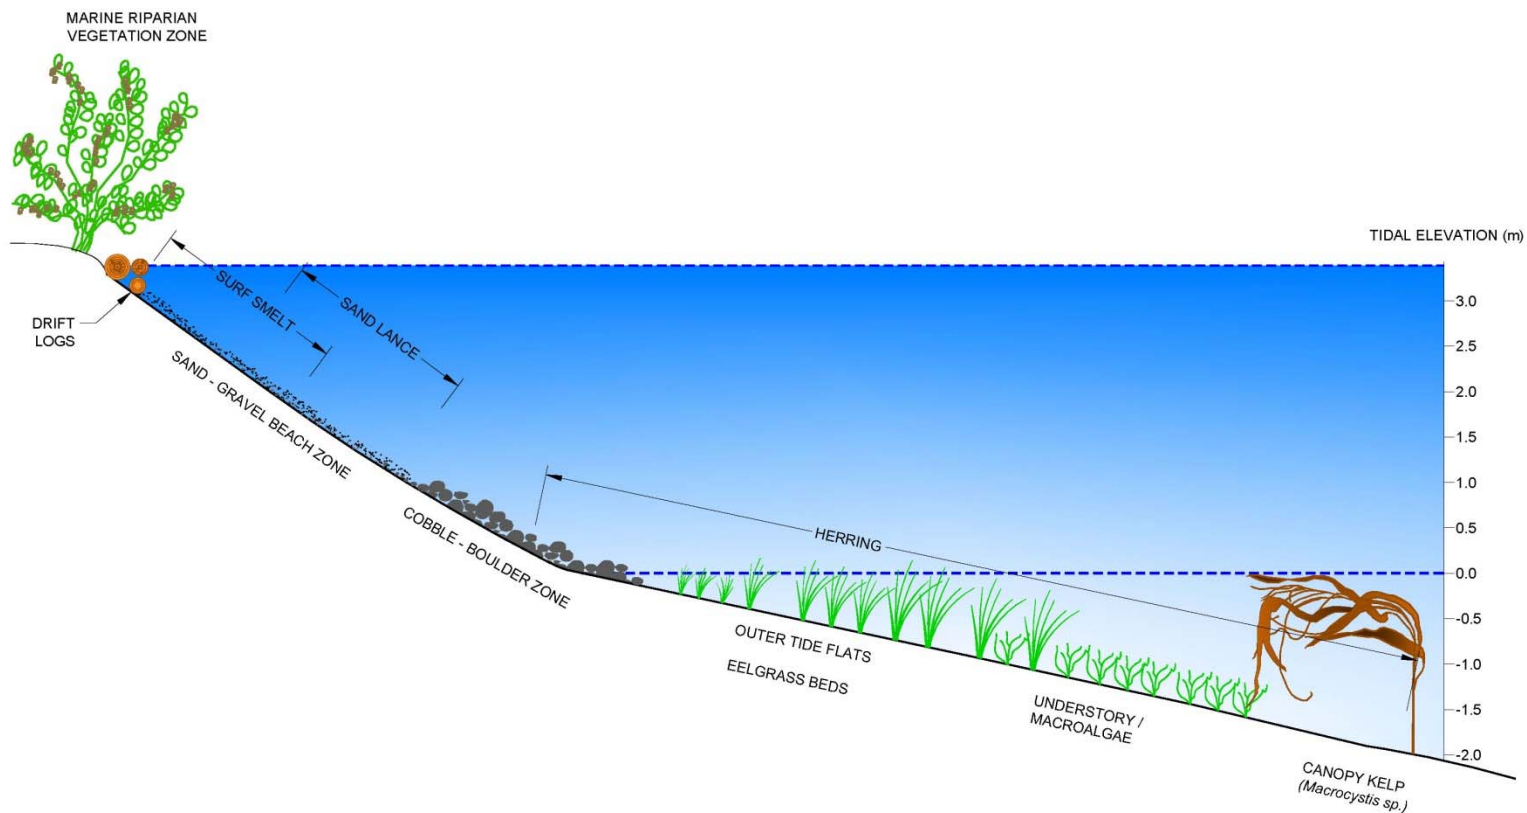 MARINE RIPARIAN
VEGETATION ZONE
TIDAL ELEVATION (m)
SURF SMELT
SAND LANCE
DRIFT
LOGS
SAND - GRAVEL BEACH ZONE
COBBLE - BOULDER ZONE
HERRING
OUTER TIDE FLATS
EELGRASS BEDS
UNDERSTORY /
MACROALGAE
CANOPY KELP
(Macrocystis sp.)
3.0
2.5
2.0
1.5
1.0
0.5
0.0
-0.5
-1.0
-1.5
-2.0